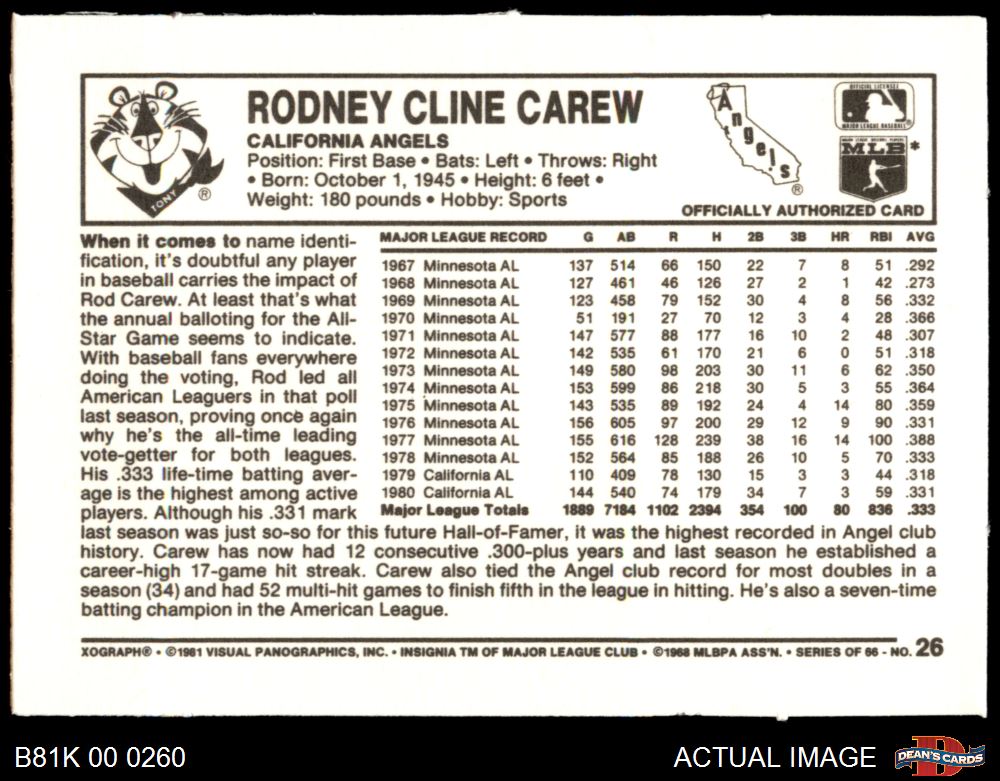 RODNEY CLINE CAREW
CALIFORNIA ANGELS
Position: First Base • Bats: Left • Throws: Right
• Born: October 1, 1945 • Height: 6 feet •
Weight: 180 pounds • Hobby: Sports
TONY ®
Angels ®
OFFICIAL LICENSEE
MAJOR LEAGUE BASEBALL
MLB *
OFFICIALLY AUTHORIZED CARD
When it comes to name identi-
fication, it's doubtful any player
in baseball carries the impact of
Rod Carew. At least that's what
the annual balloting for the All-
Star Game seems to indicate.
With baseball fans everywhere
doing the voting, Rod led all
American Leaguers in that poll
last season, proving once again
why he's the all-time leading
vote-getter for both leagues.
His .333 life-time batting aver-
age is the highest among active
players. Although his .331 mark
last season was just so-so for this future Hall-of-Famer, it was the highest recorded in Angel club
history. Carew has now had 12 consecutive .300-plus years and last season he established a
career-high 17-game hit streak. Carew also tied the Angel club record for most doubles in a
season (34) and had 52 multi-hit games to finish fifth in the league in hitting. He's also a seven-time
batting champion in the American League.
MAJOR LEAGUE RECORD G AB R H 2B 3B HR RBI AVG
1967 Minnesota AL 137 514 66 150 22 7 8 51 .292
1968 Minnesota AL 127 461 46 126 27 2 1 42 .273
1969 Minnesota AL 123 458 79 152 30 4 8 56 .332
1970 Minnesota AL 51 191 27 70 12 3 4 28 .366
1971 Minnesota AL 147 577 88 177 16 10 2 48 .307
1972 Minnesota AL 142 535 61 170 21 6 0 51 .318
1973 Minnesota AL 149 580 98 203 30 11 6 62 .350
1974 Minnesota AL 153 599 86 218 30 5 3 55 .364
1975 Minnesota AL 143 535 89 192 24 4 14 80 .359
1976 Minnesota AL 156 605 97 200 29 12 9 90 .331
1977 Minnesota AL 155 616 128 239 38 16 14 100 .388
1978 Minnesota AL 152 564 85 188 26 10 5 70 .333
1979 California AL 110 409 78 130 15 3 3 44 .318
1980 California AL 144 540 74 179 34 7 3 59 .331
Major League Totals 1889 7184 1102 2394 354 100 80 836 .333
XOGRAPH® • ©1981 VISUAL PANOGRAPHICS, INC. • INSIGNIA TM OF MAJOR LEAGUE CLUB • ©1968 MLBPA ASS'N. • SERIES OF 66 - NO. 26
B81K 00 0260
ACTUAL IMAGE
D
DEAN'S CARDS